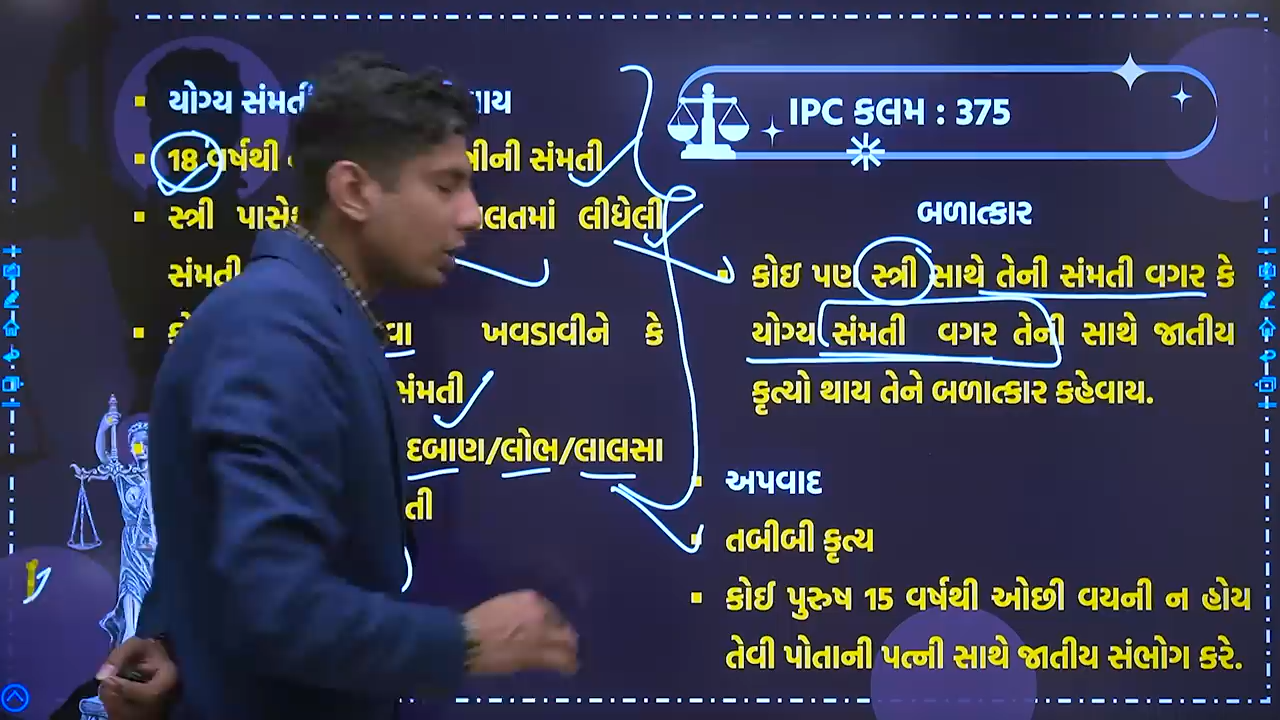 યોગ્ય સંમતી
18 વર્ષથી સંમતી
સ્ત્રી લીધેલી
સંમતી
ખવડાવીને કે
સંમતી
દબાણ/લોભ/લાલસા
IPC કલમ : 375
બળાત્કાર
કોઇ પણ સ્ત્રી સાથે તેની સંમતી વગર કે
યોગ્ય સંમતી વગર તેની સાથે જાતીય
કૃત્યો થાય તેને બળાત્કાર કહેવાય.
અપવાદ
તબીબી કૃત્ય
કોઈ પુરુષ 15 વર્ષથી ઓછી વયની ન હોય
તેવી પોતાની પત્ની સાથે જાતીય સંભોગ કરે.